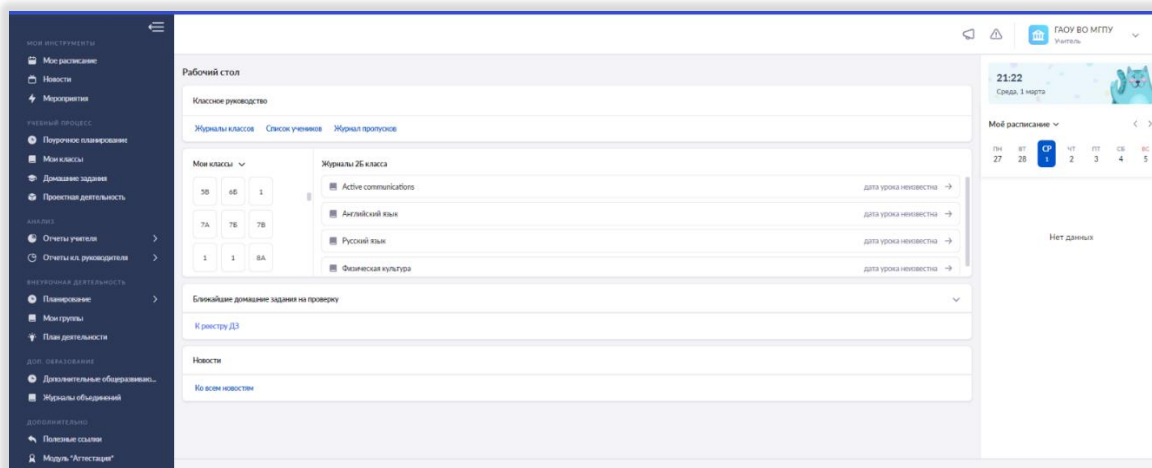 МОИ ИНСТРУМЕНТЫ
Мое расписание
Новости
Мероприятия
УЧЕБНЫЙ ПРОЦЕСС
Поурочное планирование
Мои классы
Домашние задания
Проектная деятельность
АНАЛИЗ
Отчеты учителя
Отчеты кл. руководителя
ВНЕУРОЧНАЯ ДЕЯТЕЛЬНОСТЬ
Планирование
Мои группы
План деятельности
ДОП. ОБРАЗОВАНИЕ
Дополнительные общеразвиваю...
Журналы объединений
ДОПОЛНИТЕЛЬНО
Полезные ссылки
Модуль "Аттестация"
ГАОУ ВО МГПУ
Учитель
Рабочий стол
Классное руководство
Журналы классов Список учеников Журнал пропусков
Мои классы
5В 6Б 1
7А 7Б 7В
1 1 8А
Журналы 2Б класса
Active communications дата урока неизвестна
Английский язык дата урока неизвестна
Русский язык дата урока неизвестна
Физическая культура дата урока неизвестна
Ближайшие домашние задания на проверку
К реестру ДЗ
Новости
Ко всем новостям
21:22
Среда, 1 марта
Моё расписание
ПН ВТ СР ЧТ ПТ СБ ВС
27 28 1 2 3 4 5
Нет данных